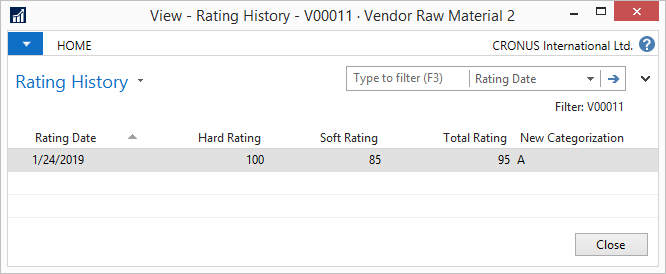 View - Rating History - V00011 · Vendor Raw Material 2
HOME
CRONUS International Ltd.
Rating History
Type to filter (F3)
Rating Date
Filter: V00011
Rating Date Hard Rating Soft Rating Total Rating New Categorization
1/24/2019 100 85 95 A
Close